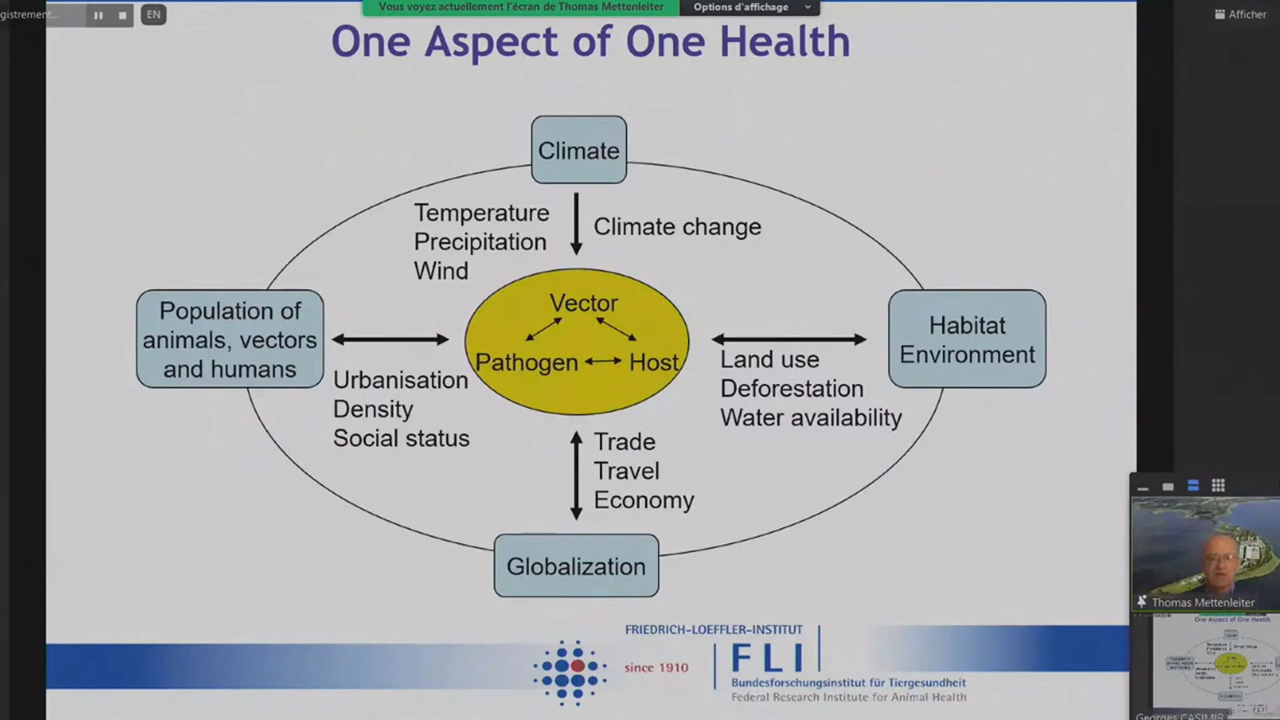 gistrement...
EN
Vous voyez actuellement l'écran de Thomas Mettenleiter
Options d'affichage
Afficher
One Aspect of One Health
Climate
Temperature
Precipitation
Wind
Climate change
Population of
animals, vectors
and humans
Vector
Pathogen
Host
Habitat
Environment
Urbanisation
Density
Social status
Land use
Deforestation
Water availability
Trade
Travel
Economy
Globalization
FRIEDRICH-LOEFFLER-INSTITUT
since 1910
FLI
Bundesforschungsinstitut für Tiergesundheit
Federal Research Institute for Animal Health
Thomas Mettenleiter
One Aspect of One Health
FLI
Georges CASIMIR